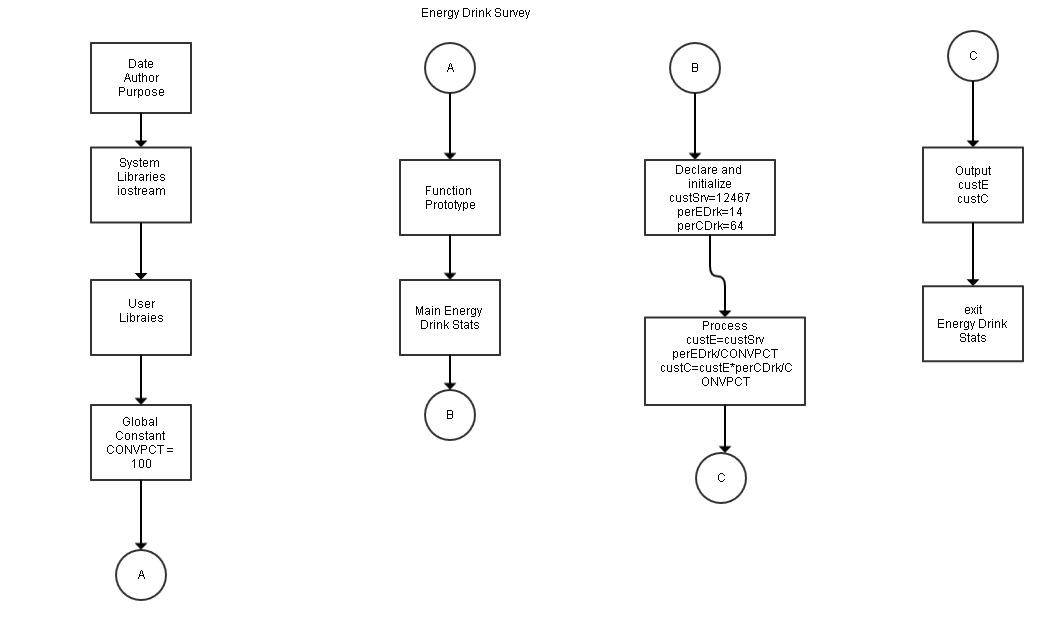 Energy Drink Survey
Date
Author
Purpose
System
Libraries
iostream
User
Libraies
Global
Constant
CONVPCT =
100
A
A
Function
Prototype
Main Energy
Drink Stats
B
B
Declare and
initialize
custSrv=12467
perEDrk=14
perCDrk=64
Process
custE=custSrv
perEDrk/CONVPCT
custC=custE*perCDrk/C
ONVPCT
C
C
Output
custE
custC
exit
Energy Drink
Stats